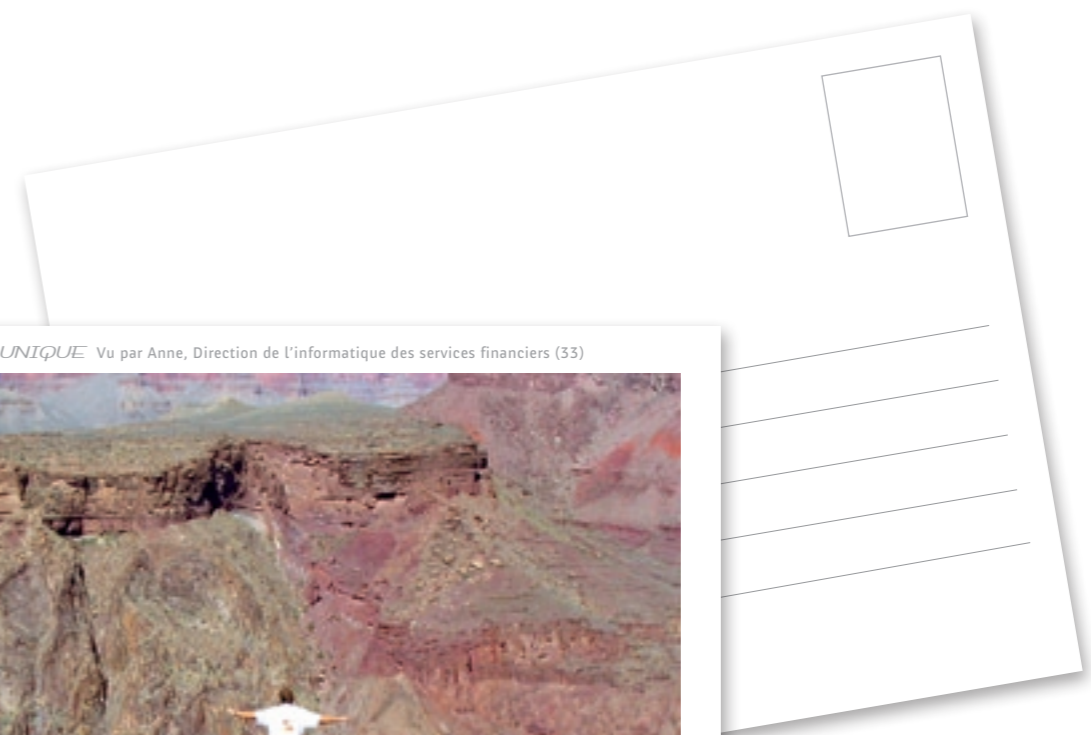 UNIQUE Vu par Anne, Direction de l'informatique des services financiers (33)